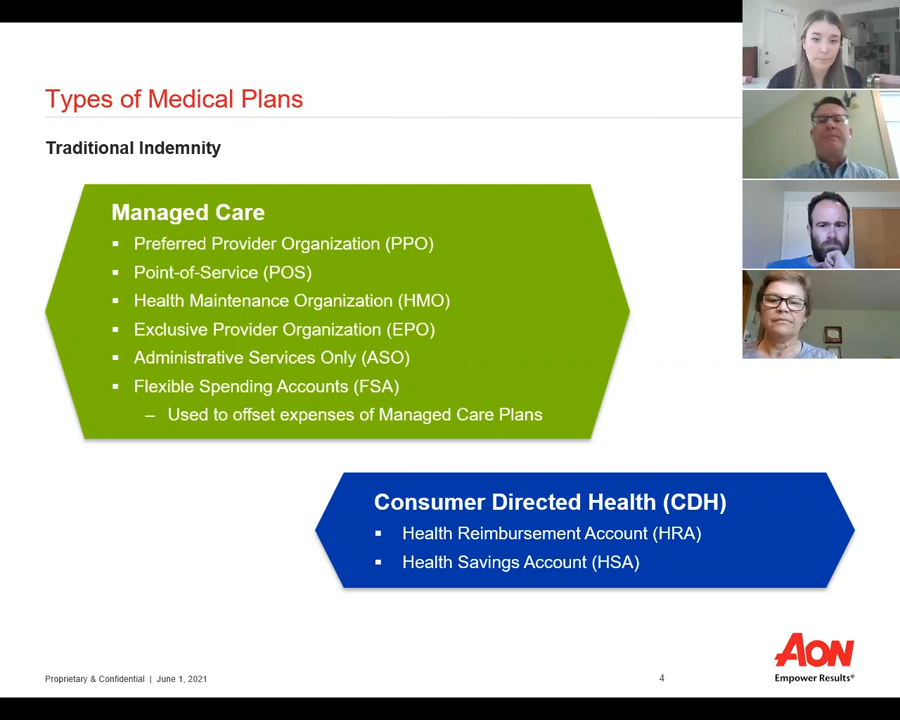 Types of Medical Plans
Traditional Indemnity
Managed Care
▪ Preferred Provider Organization (PPO)
▪ Point-of-Service (POS)
▪ Health Maintenance Organization (HMO)
▪ Exclusive Provider Organization (EPO)
▪ Administrative Services Only (ASO)
▪ Flexible Spending Accounts (FSA)
– Used to offset expenses of Managed Care Plans
Consumer Directed Health (CDH)
▪ Health Reimbursement Account (HRA)
▪ Health Savings Account (HSA)
AON
Empower Results®
Proprietary & Confidential | June 1, 2021
4